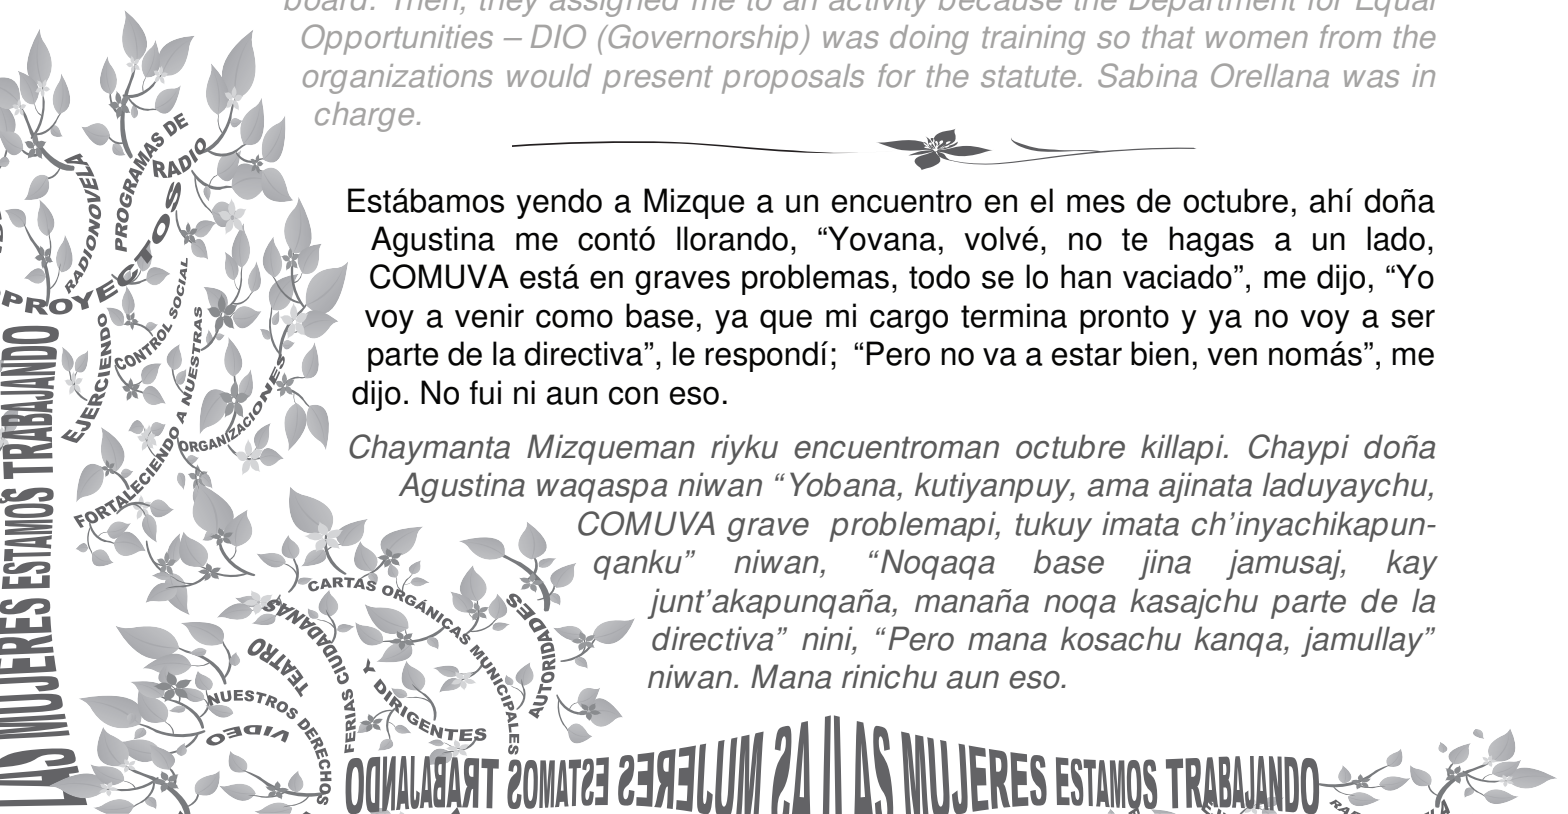 board. Then, they assigned me to an activity because the Department for Equal
Opportunities – DIO (Governorship) was doing training so that women from the
organizations would present proposals for the statute. Sabina Orellana was in
charge.
Estábamos yendo a Mizque a un encuentro en el mes de octubre, ahí doña
Agustina me contó llorando, “Yovana, volvé, no te hagas a un lado,
COMUVA está en graves problemas, todo se lo han vaciado”, me dijo, “Yo
voy a venir como base, ya que mi cargo termina pronto y ya no voy a ser
parte de la directiva”, le respondí;  “Pero no va a estar bien, ven nomás”, me
dijo. No fui ni aun con eso.
Chaymanta Mizqueman riyku encuentroman octubre killapi. Chaypi doña
Agustina waqaspa niwan “Yobana, kutiyanpuy, ama ajinata laduyaychu,
COMUVA grave  problemapi, tukuy imata ch’inyachikapun-
qanku” niwan, “Noqaqa base jina jamusaj, kay
junt’akapunqaña, manaña noqa kasajchu parte de la
directiva” nini, “Pero mana kosachu kanqa, jamullay”
niwan. Mana rinichu aun eso.
PROGRAMAS DE
RADIO
RADIONOVELA
PROYECTOS
CONTROL SOCIAL
EJERCIENDO
FORTALECIENDO A NUESTRAS
ORGANIZACIONES
CARTAS ORGÁNICAS MUNICIPALES
AUTORIDADES
Y DIRIGENTES
FERIAS CIUDADANAS
TEATRO
NUESTROS DERECHOS
VIDEO
LAS MUJERES ESTAMOS TRABAJANDO
LAS MUJERES ESTAMOS TRABAJANDO
LAS MUJERES ESTAMOS TRABAJANDO